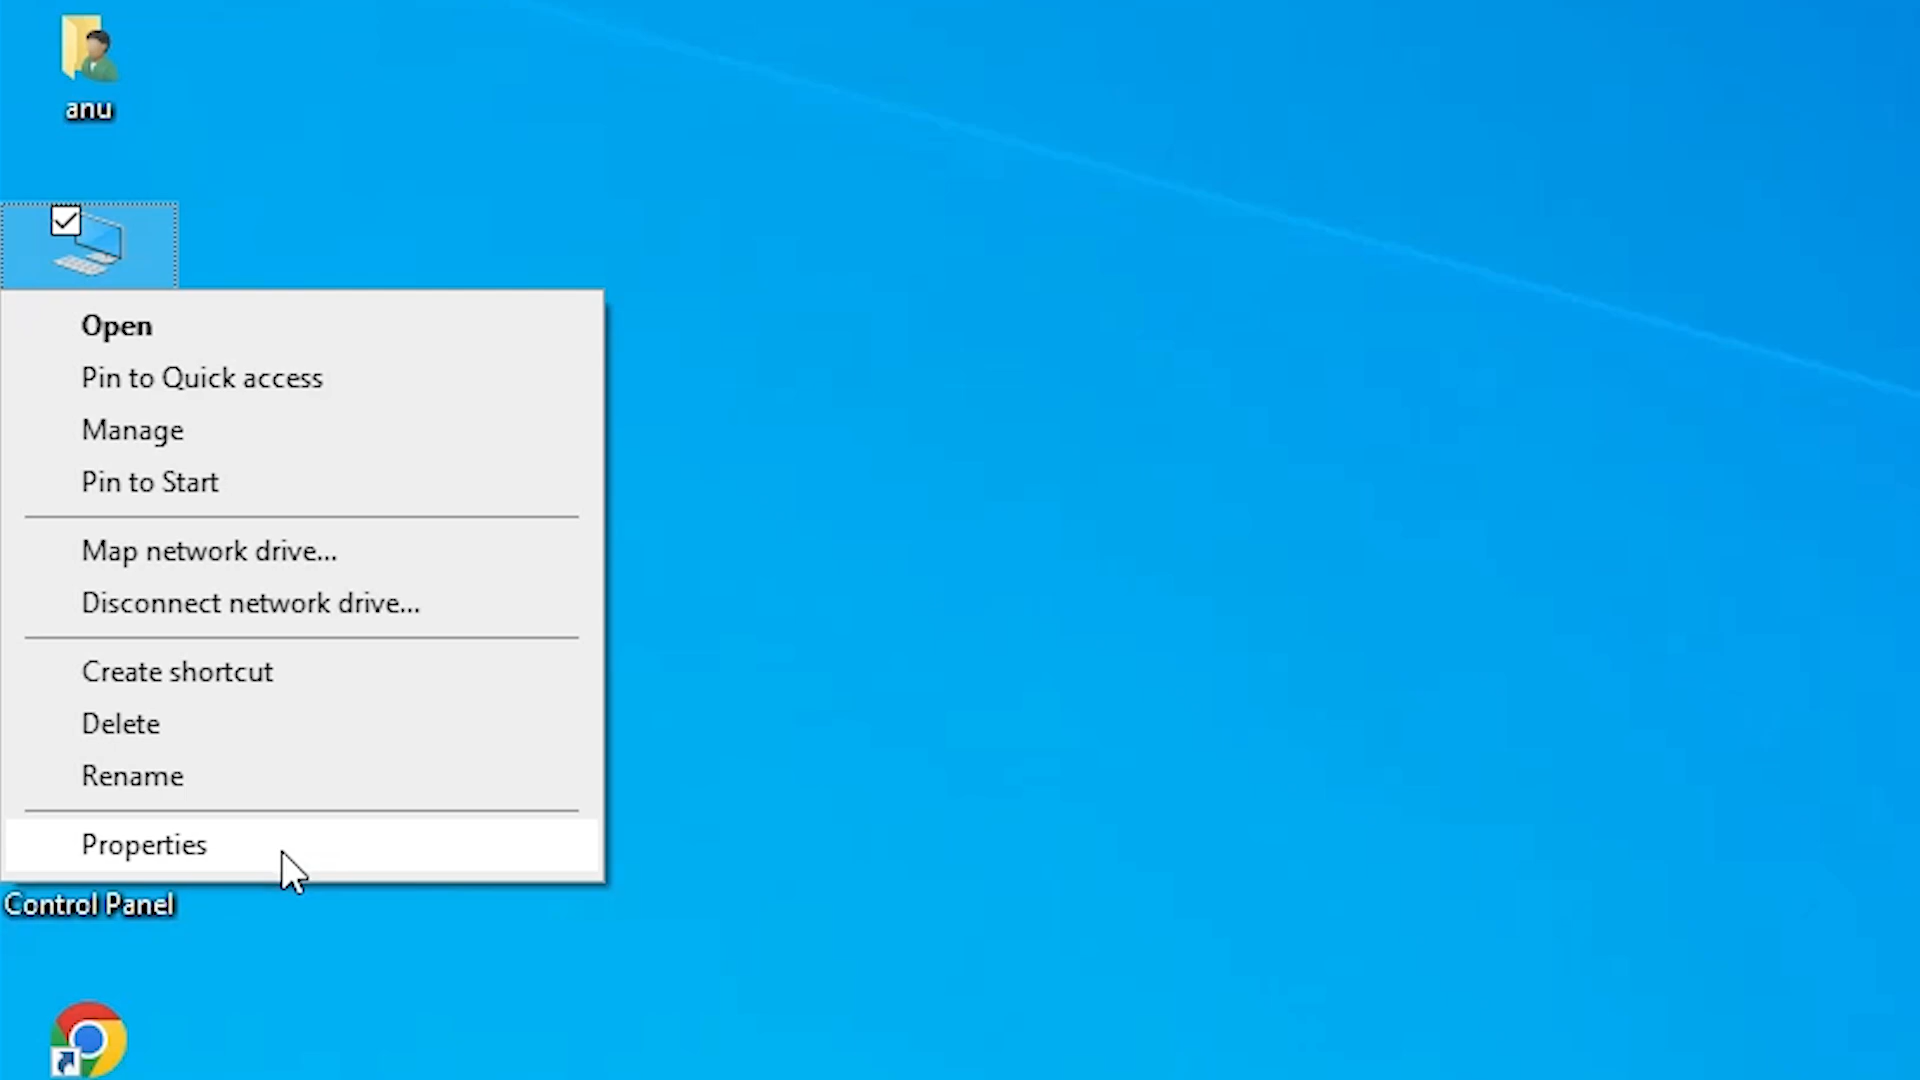 anu
Open
Pin to Quick access
Manage
Pin to Start
Map network drive...
Disconnect network drive...
Create shortcut
Delete
Rename
Properties
Control Panel